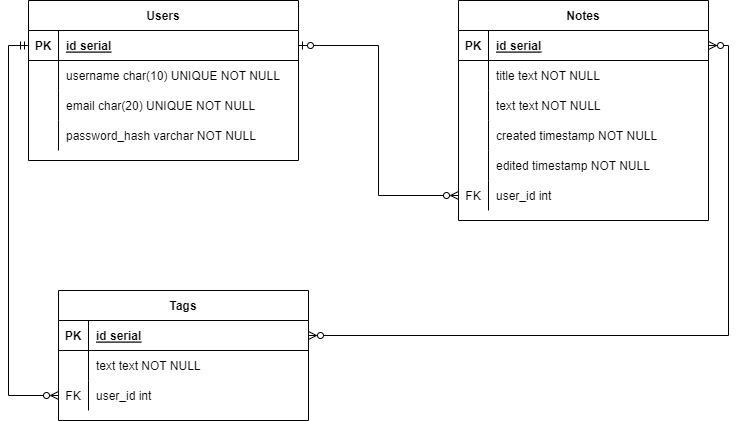 Users
PK id serial
username char(10) UNIQUE NOT NULL
email char(20) UNIQUE NOT NULL
password_hash varchar NOT NULL
Notes
PK id serial
title text NOT NULL
text text NOT NULL
created timestamp NOT NULL
edited timestamp NOT NULL
FK user_id int
Tags
PK id serial
text text NOT NULL
FK user_id int